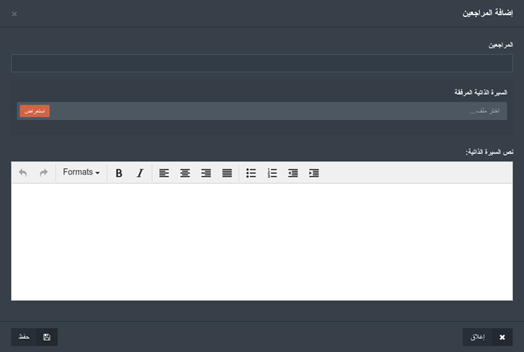 إضافة المراجعين
المراجعين
السيرة الذاتية المرفقة
اختر ملف...
استعراض
نص السيرة الذاتية:
Formats
B
I
إغلاق
حفظ